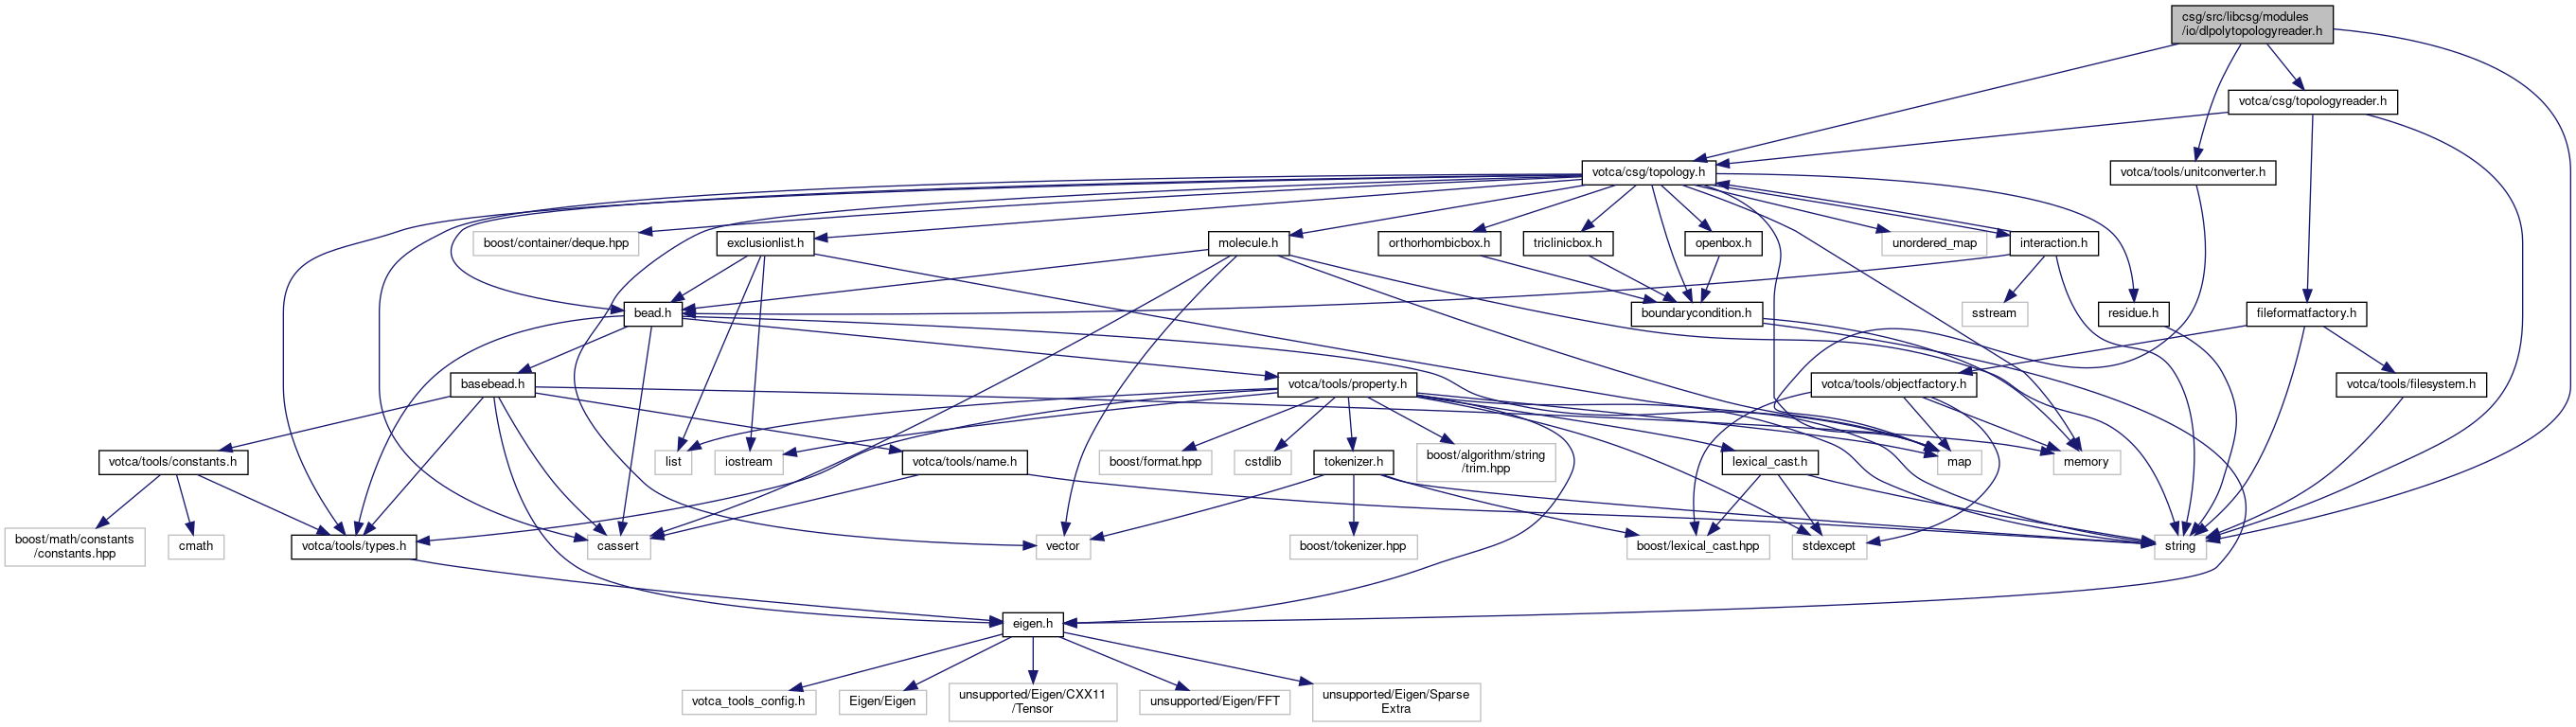 csg/src/libcsg/modules
/io/dlpolytopologyreader.h
votca/csg/topologyreader.h
votca/csg/topology.h
votca/tools/unitconverter.h
boost/container/deque.hpp
exclusionlist.h
molecule.h
orthorhombicbox.h
triclinicbox.h
openbox.h
unordered_map
interaction.h
bead.h
boundarycondition.h
sstream
residue.h
fileformatfactory.h
basebead.h
votca/tools/property.h
votca/tools/objectfactory.h
votca/tools/filesystem.h
votca/tools/constants.h
list
iostream
votca/tools/name.h
boost/format.hpp
cstdlib
tokenizer.h
boost/algorithm/string
/trim.hpp
lexical_cast.h
map
memory
boost/math/constants
/constants.hpp
cmath
votca/tools/types.h
cassert
vector
boost/tokenizer.hpp
boost/lexical_cast.hpp
stdexcept
string
eigen.h
votca_tools_config.h
Eigen/Eigen
unsupported/Eigen/CXX11
/Tensor
unsupported/Eigen/FFT
unsupported/Eigen/Sparse
Extra